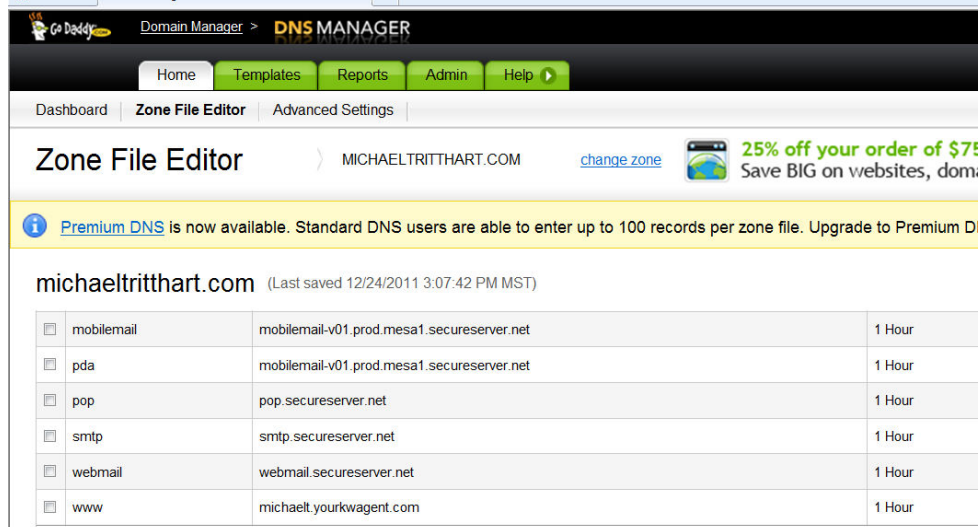 Go Daddy.com Domain Manager > DNS MANAGER
Home Templates Reports Admin Help
Dashboard Zone File Editor Advanced Settings
Zone File Editor MICHAELTRITTHART.COM change zone
25% off your order of $75
Save BIG on websites, doma
Premium DNS is now available. Standard DNS users are able to enter up to 100 records per zone file. Upgrade to Premium D
michaeltritthart.com (Last saved 12/24/2011 3:07:42 PM MST)
mobilemail mobilemail-v01.prod.mesa1.secureserver.net 1 Hour
pda mobilemail-v01.prod.mesa1.secureserver.net 1 Hour
pop pop.secureserver.net 1 Hour
smtp smtp.secureserver.net 1 Hour
webmail webmail.secureserver.net 1 Hour
www michaelt.yourkwagent.com 1 Hour